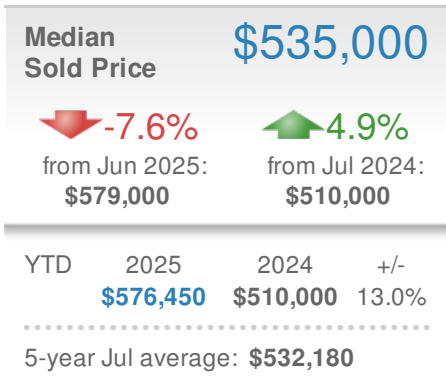 Median
Sold Price
$535,000
-7.6%
from Jun 2025:
$579,000
4.9%
from Jul 2024:
$510,000
YTD 2025 2024 +/-
$576,450 $510,000 13.0%
5-year Jul average: $532,180